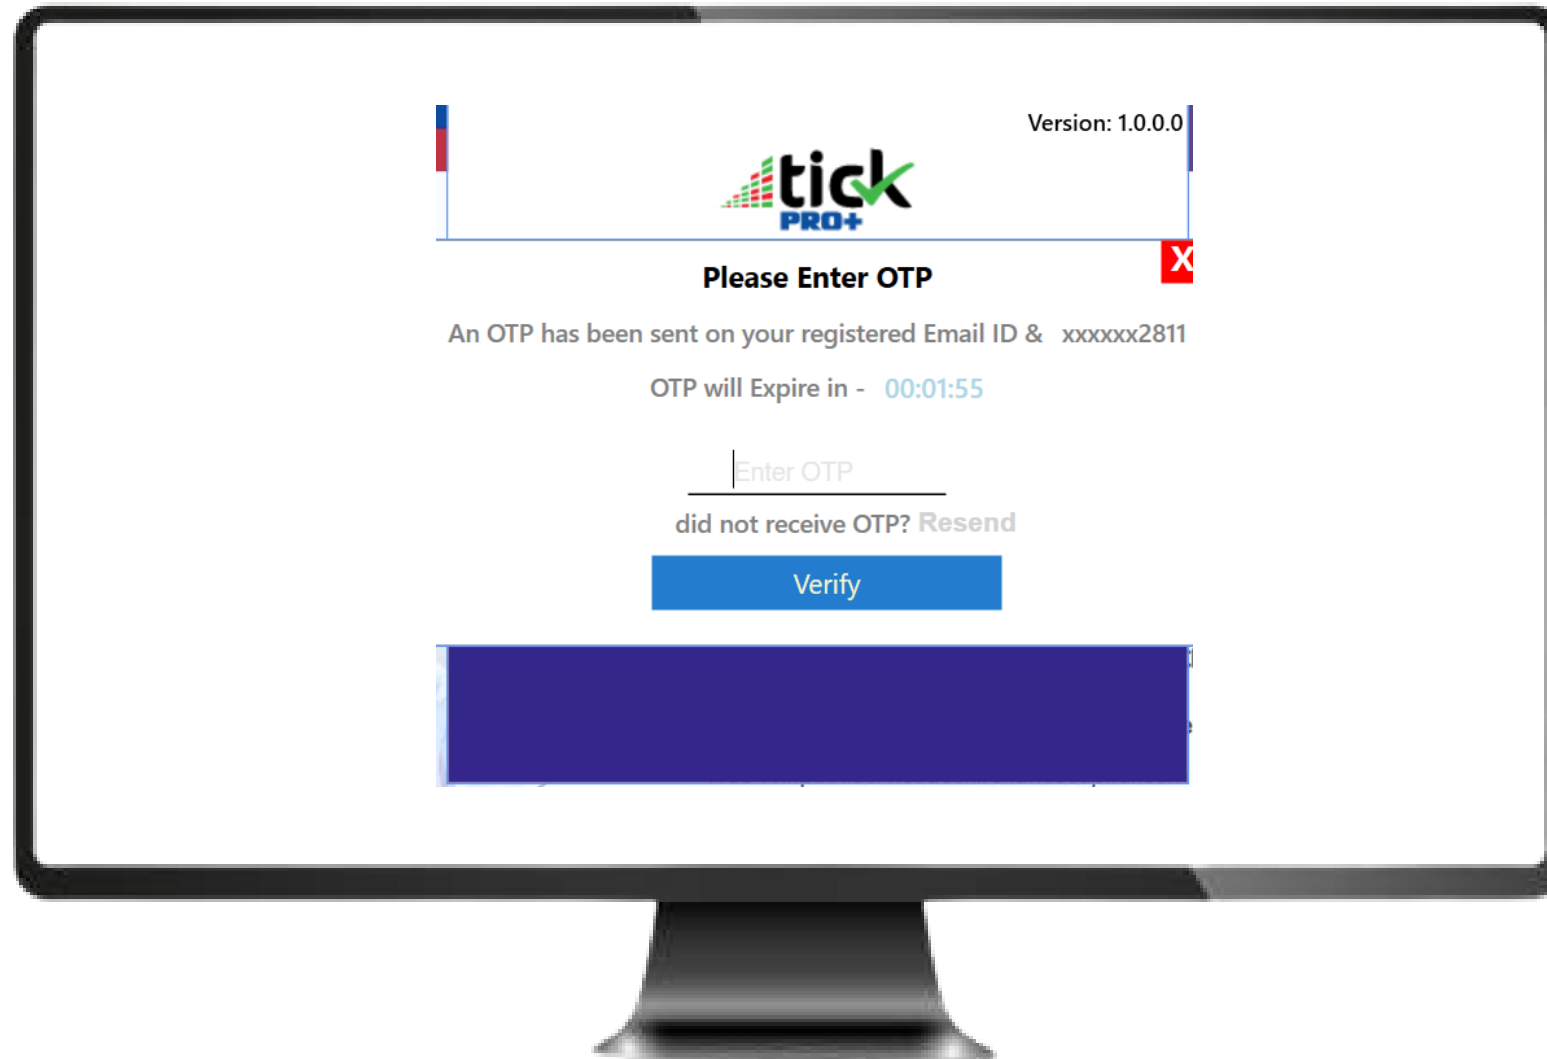 Version: 1.0.0.0
tick
PRO+
X
Please Enter OTP
An OTP has been sent on your registered Email ID & xxxxxx2811
OTP will Expire in - 00:01:55
Enter OTP
did not receive OTP? Resend
Verify